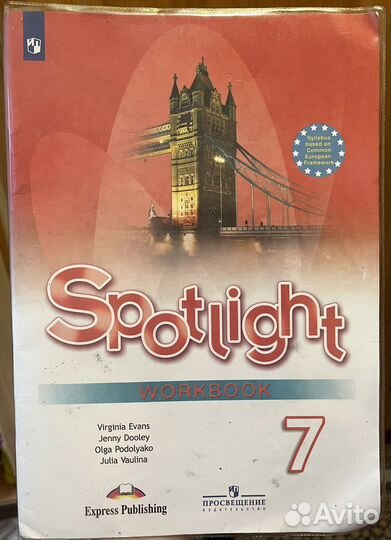 Syllabus
based on
Common
European
Framework
Spotlight
WORKBOOK
Virginia Evans
Jenny Dooley
Olga Podolyako
Julia Vaulina
7
Express Publishing
ПРОСВЕЩЕНИЕ
ИЗДАТЕЛЬСТВО
Avito